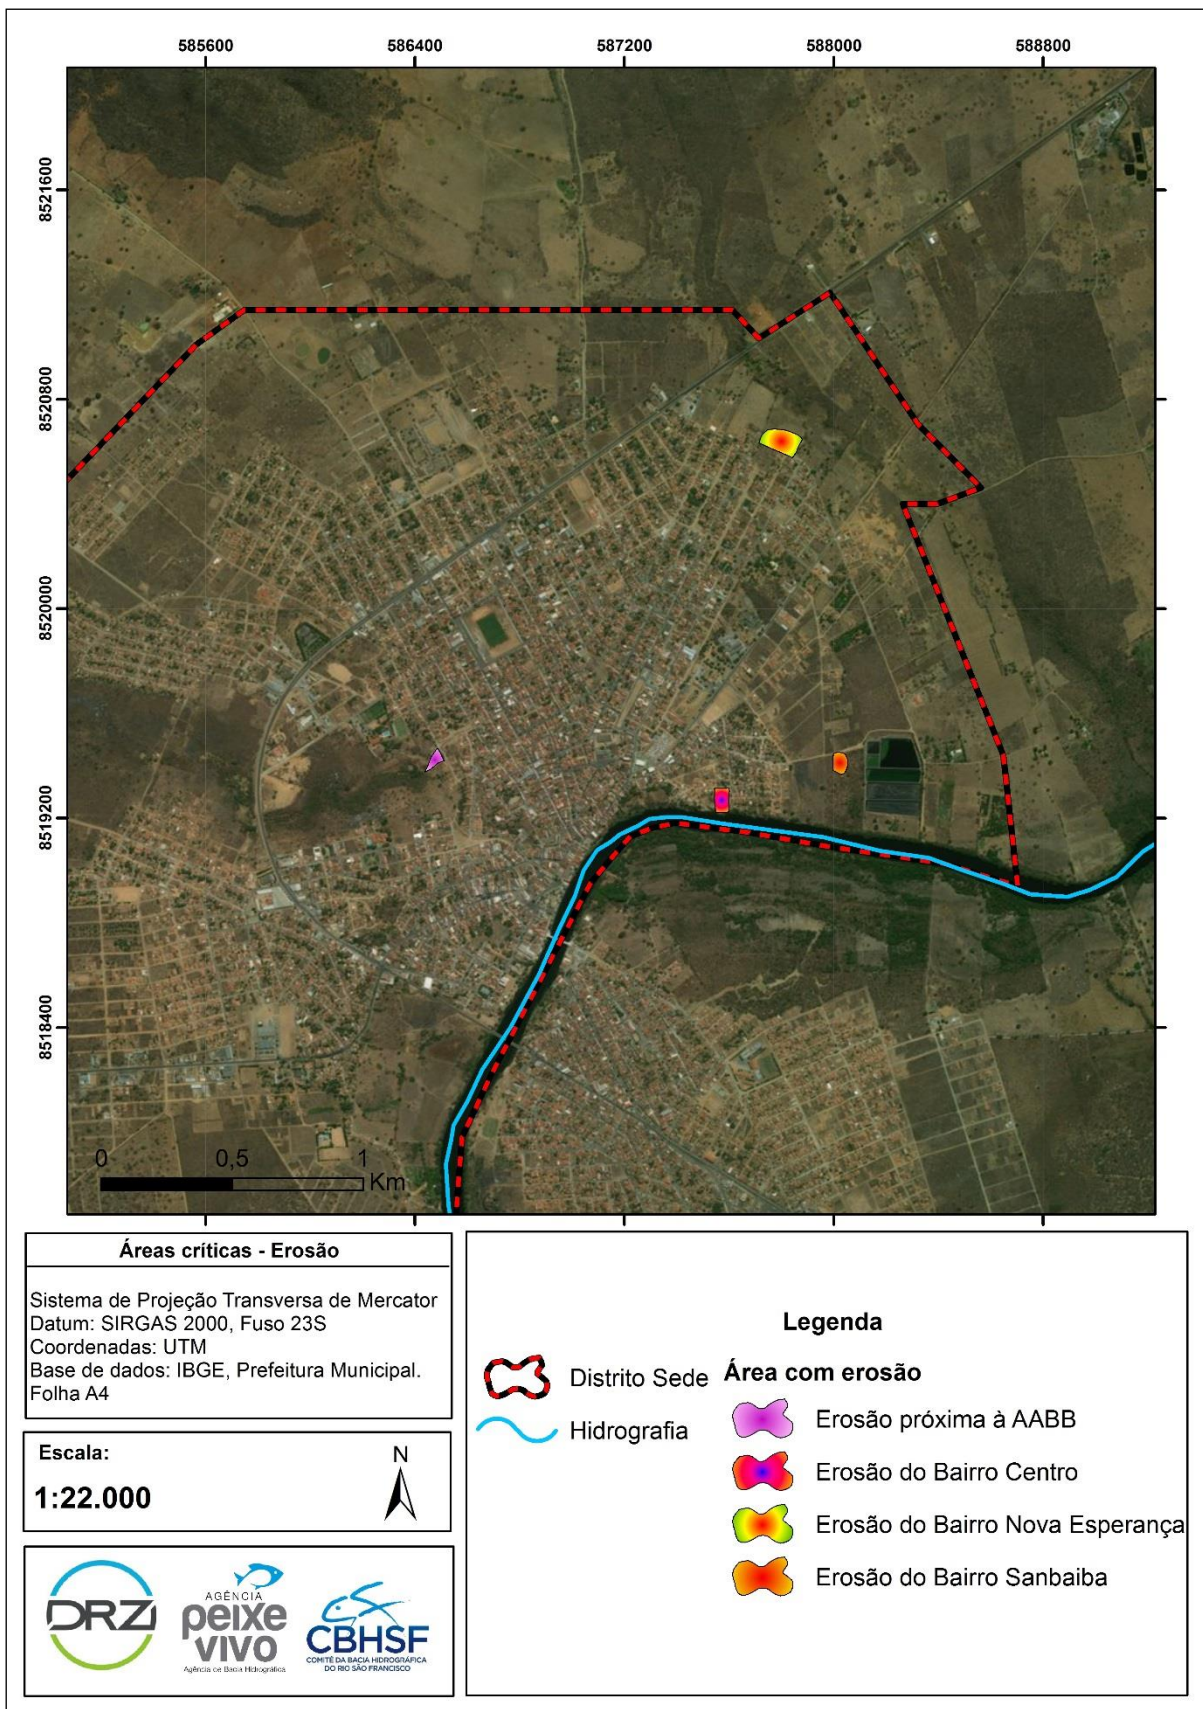 585600 586400 587200 588000 588800
8521600
8520800
8520000
8519200
8518400
0 0,5 1
Km
Áreas críticas - Erosão
Sistema de Projeção Transversa de Mercator
Datum: SIRGAS 2000, Fuso 23S
Coordenadas: UTM
Base de dados: IBGE, Prefeitura Municipal.
Folha A4
Escala:
1:22.000
N
DRZ
AGÊNCIA
peixe
vivo
Agência de Bacia Hidrográfica
CBHSF
COMITÊ DA BACIA HIDROGRÁFICA
DO RIO SÃO FRANCISCO
Legenda
Distrito Sede
Hidrografia
Área com erosão
Erosão próxima à AABB
Erosão do Bairro Centro
Erosão do Bairro Nova Esperança
Erosão do Bairro Sanbaiba